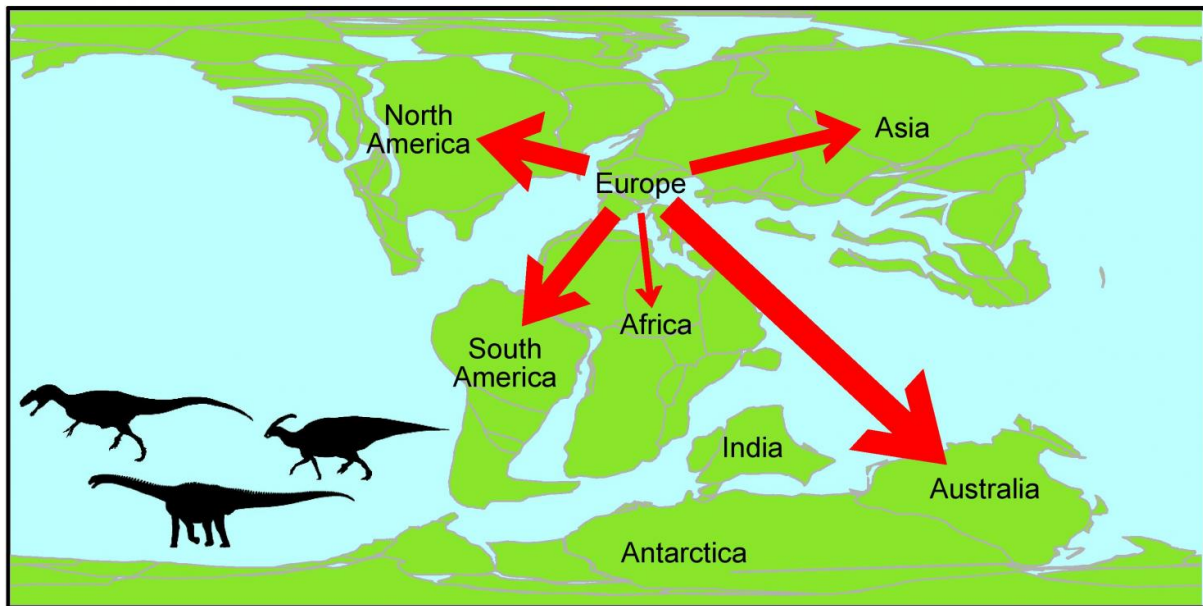 North
America
Asia
Europe
Africa
South
America
India
Australia
Antarctica